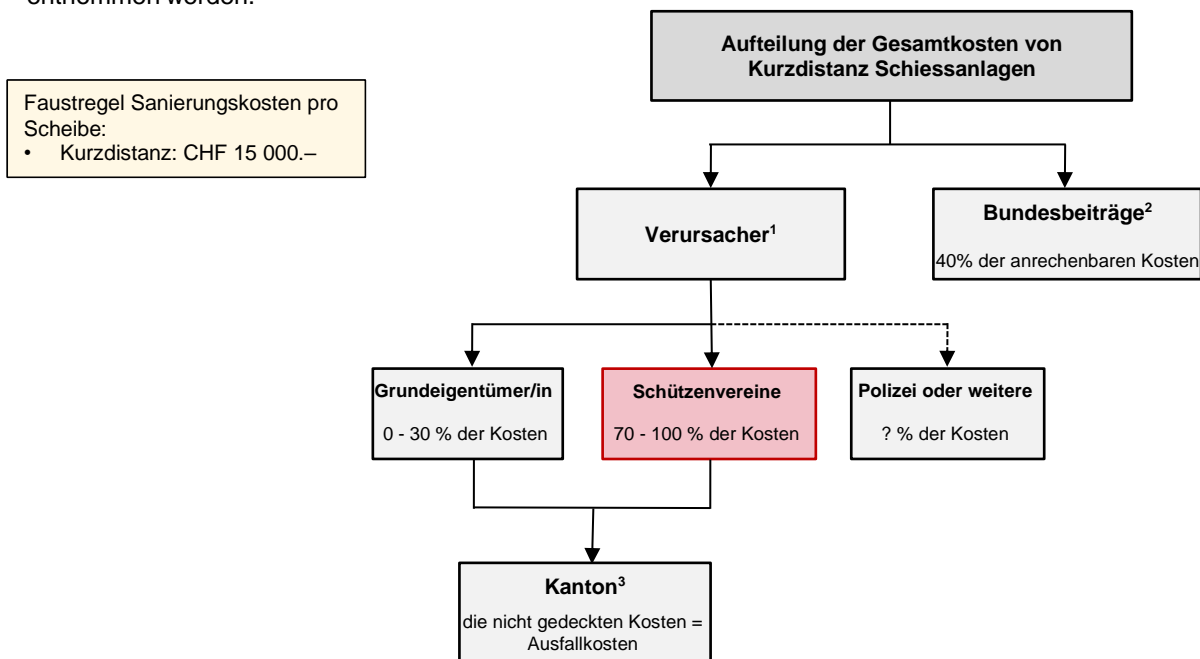 entnommen werden.
Aufteilung der Gesamtkosten von
Kurzdistanz Schiessanlagen
Faustregel Sanierungskosten pro
Scheibe:
• Kurzdistanz: CHF 15 000.–
Verursacher¹
Bundesbeiträge²
40% der anrechenbaren Kosten
Grundeigentümer/in
0 - 30 % der Kosten
Schützenvereine
70 - 100 % der Kosten
Polizei oder weitere
? % der Kosten
Kanton³
die nicht gedeckten Kosten =
Ausfallkosten